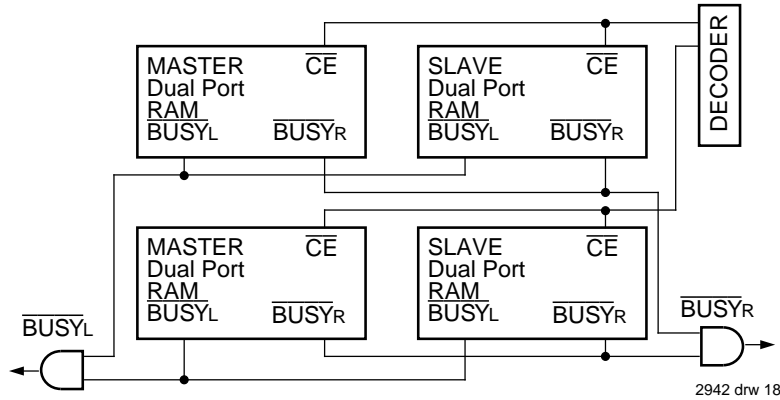 MASTER
Dual Port
RAM
BUSYL BUSYR
CE
SLAVE
Dual Port
RAM
BUSYL BUSYR
CE
DECODER
MASTER
Dual Port
RAM
BUSYL BUSYR
CE
SLAVE
Dual Port
RAM
BUSYL BUSYR
CE
BUSYL
BUSYR
2942 drw 18